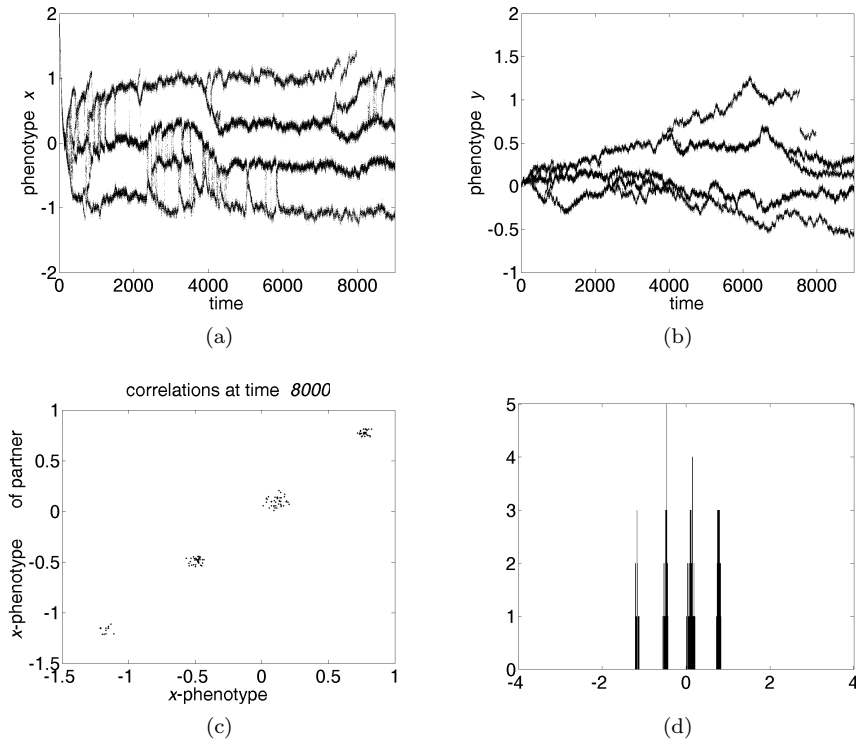 2
1
0
-1
-2
0 2000 4000 6000 8000
phenotype x
time
(a)
2
1.5
1
0.5
0
-0.5
-1
0 2000 4000 6000 8000
phenotype y
time
(b)
correlations at time 8000
1
0.5
0
-0.5
-1
-1.5
-1.5 -1 -0.5 0 0.5 1
x-phenotype of partner
x-phenotype
(c)
5
4
3
2
1
0
-4 -2 0 2 4
(d)